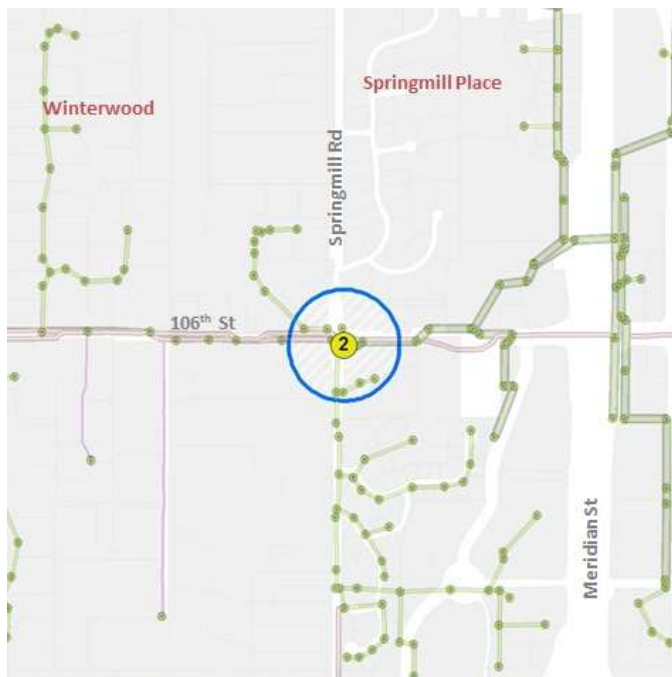 Springmill Place
Winterwood
Springmill Rd
106th St
2
Meridian St